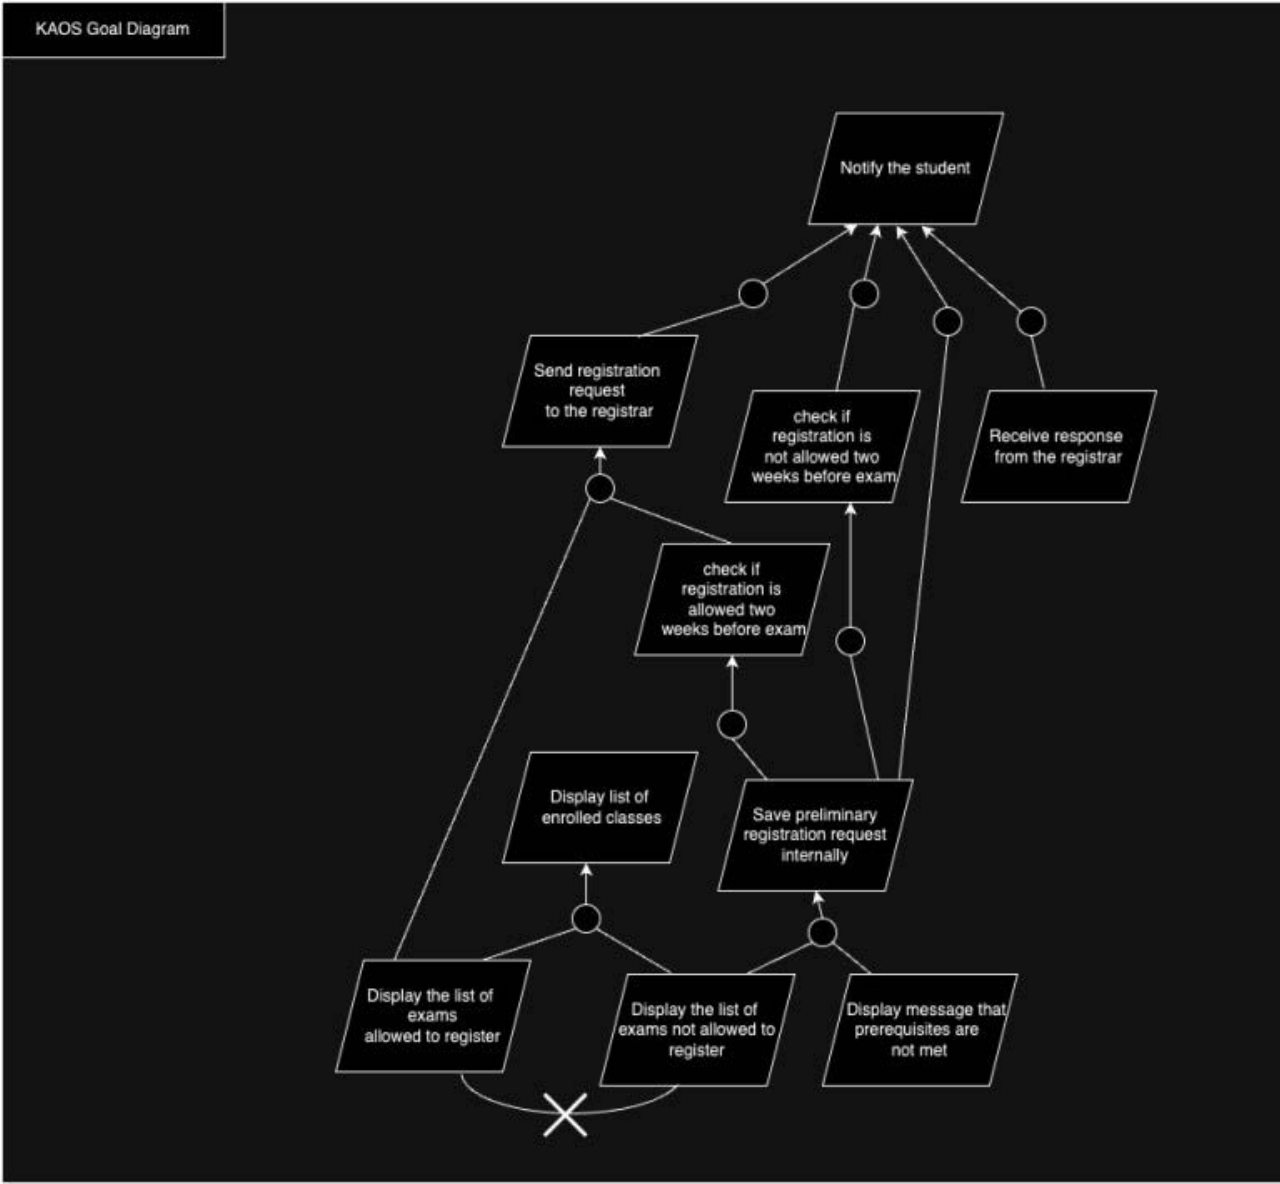 KAOS Goal Diagram
Notify the student
Send registration
request
to the registrar
check if
registration is
not allowed two
weeks before exam
Receive response
from the registrar
check if
registration is
allowed two
weeks before exam
Display list of
enrolled classes
Save preliminary
registration request
internally
Display the list of
exams
allowed to register
Display the list of
exams not allowed to
register
Display message that
prerequisites are
not met